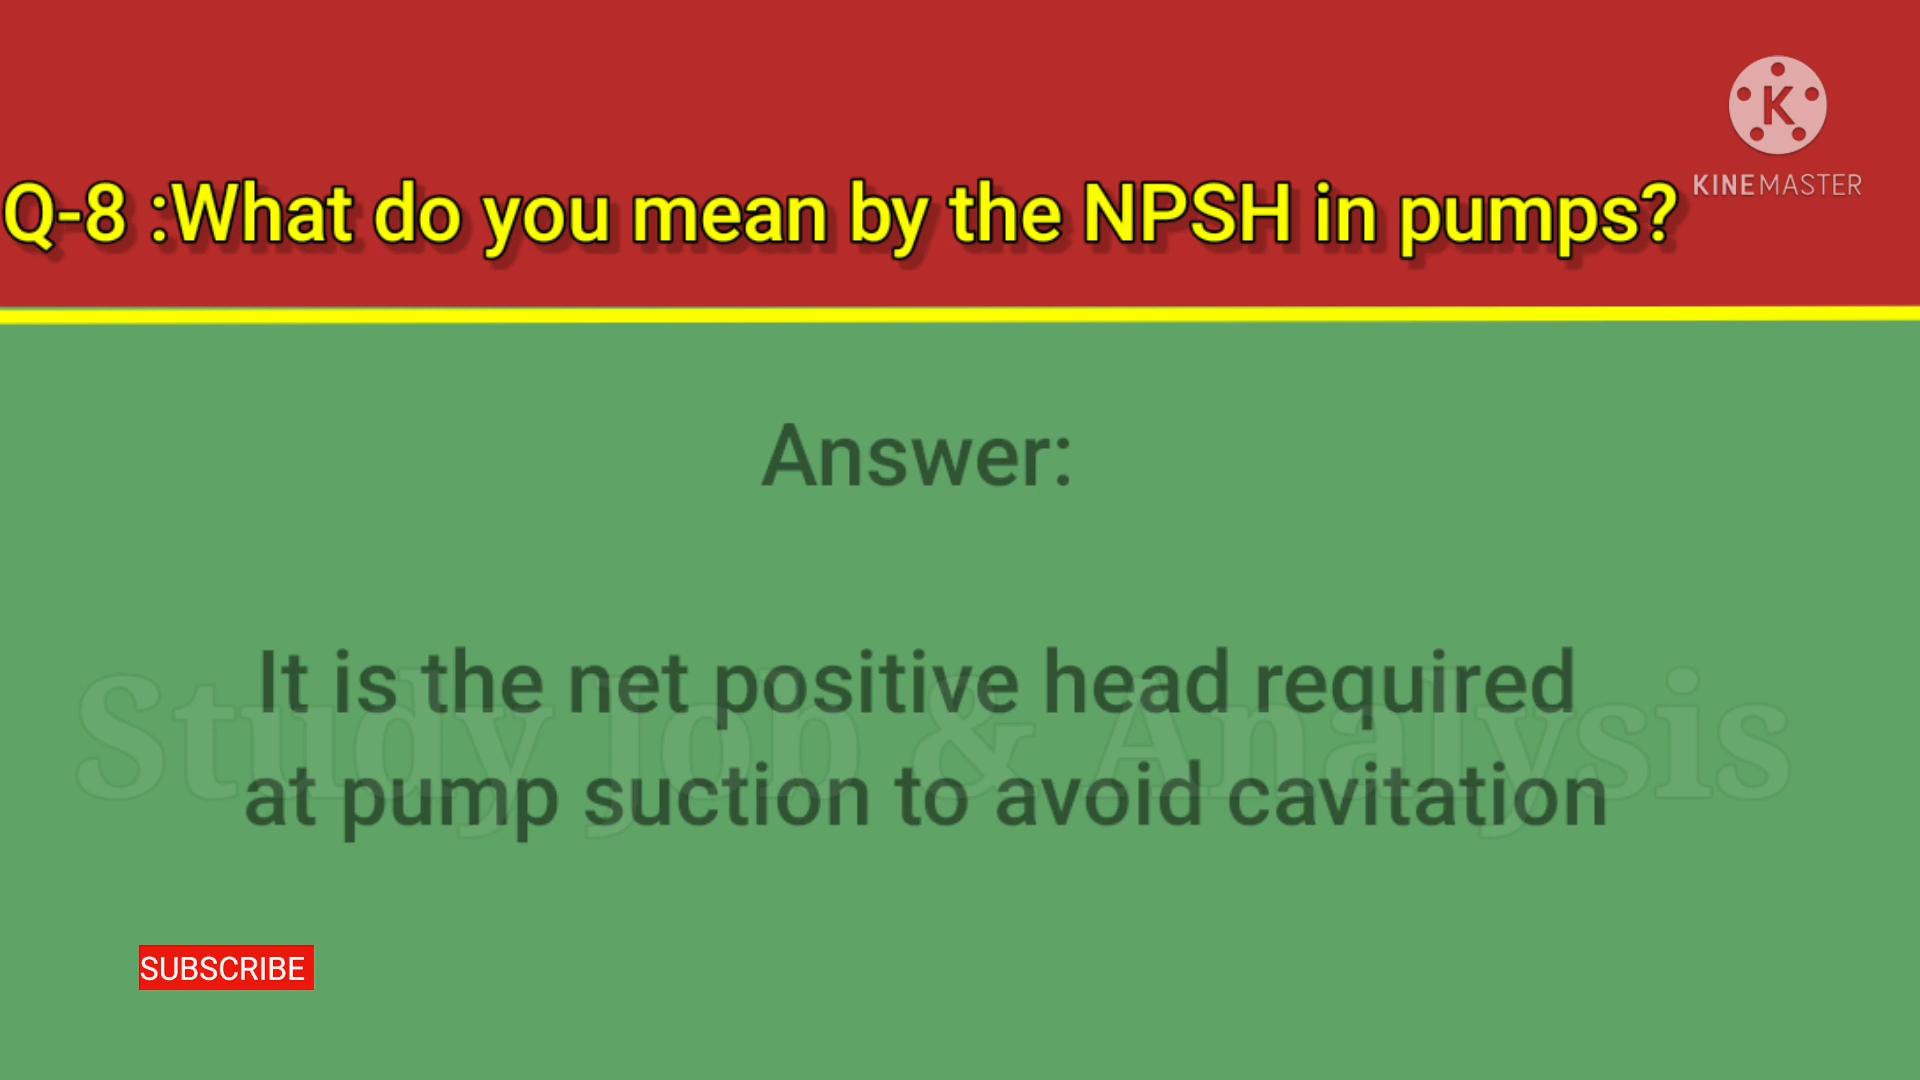 K
KINEMASTER
Q-8 :What do you mean by the NPSH in pumps?
Answer:
It is the net positive head required
at pump suction to avoid cavitation
Study Job & Analysis
SUBSCRIBE